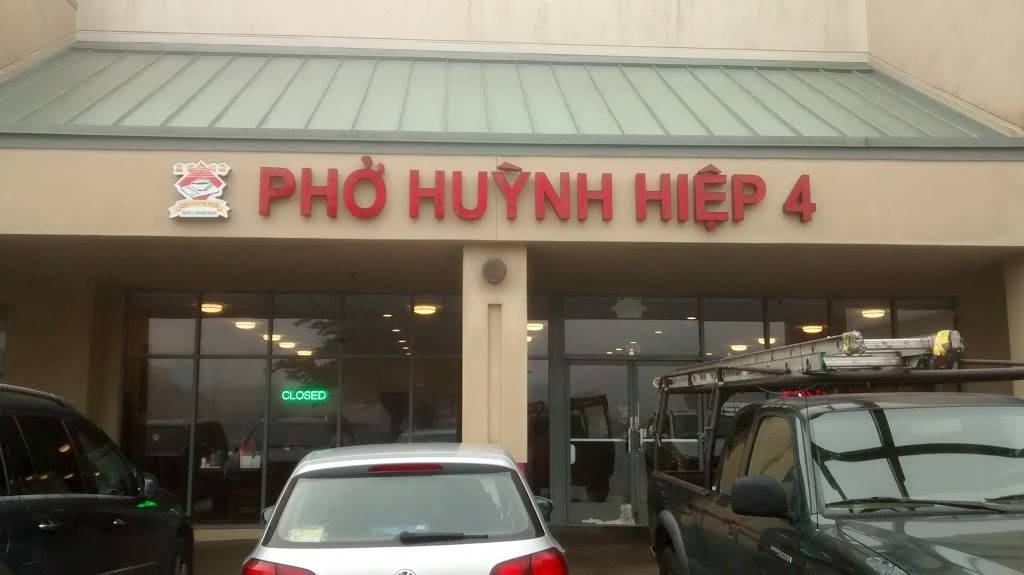 PHỞ HUỲNH HIỆP 4
CLOSED